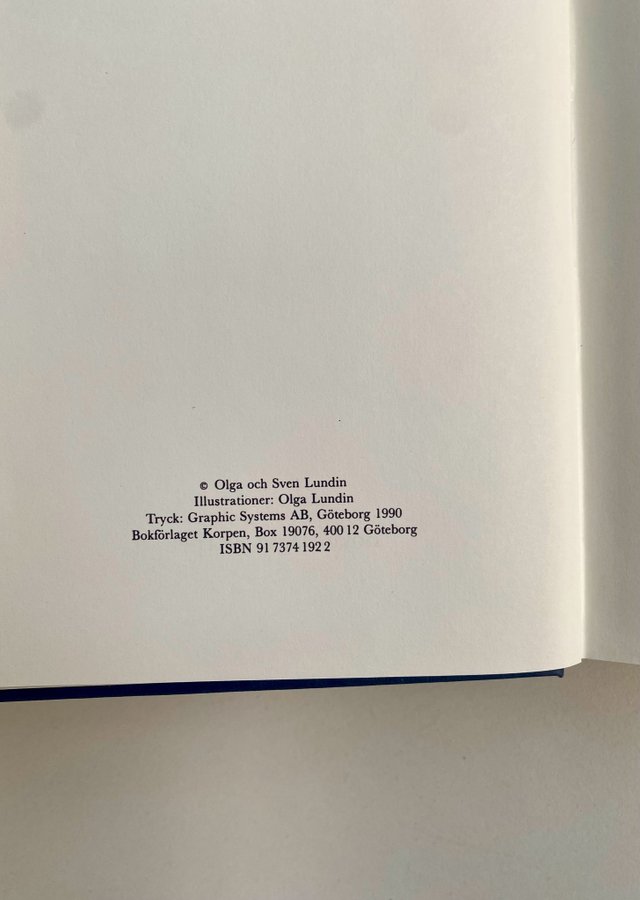 © Olga och Sven Lundin
Illustrationer: Olga Lundin
Tryck: Graphic Systems AB, Göteborg 1990
Bokförlaget Korpen, Box 19076, 400 12 Göteborg
ISBN 91 7374 192 2